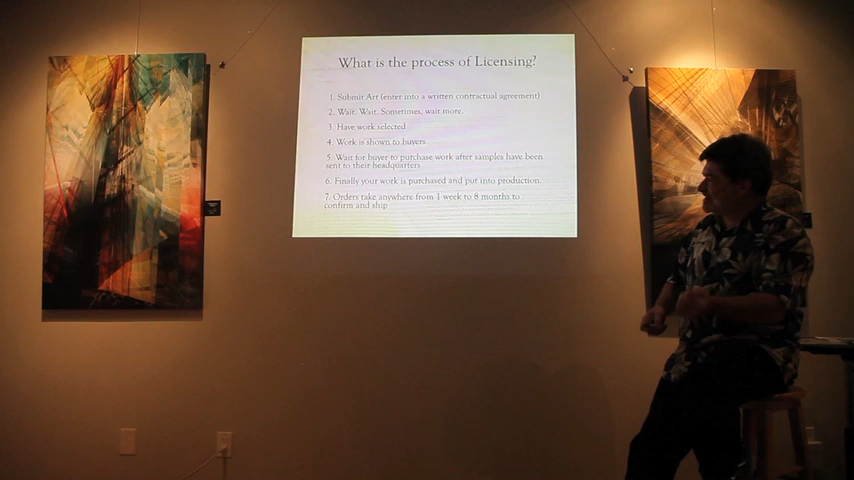 What is the process of Licensing?
1. Submit Art (enter into a written contractual agreement)
2. Wait. Wait. Sometimes, wait more.
3. Have work selected
4. Work is shown to buyers
5. Wait for buyer to purchase work after samples have been
sent to their headquarters
6. Finally your work is purchased and put into production.
7. Orders take anywhere from 1 week to 8 months to
confirm and ship